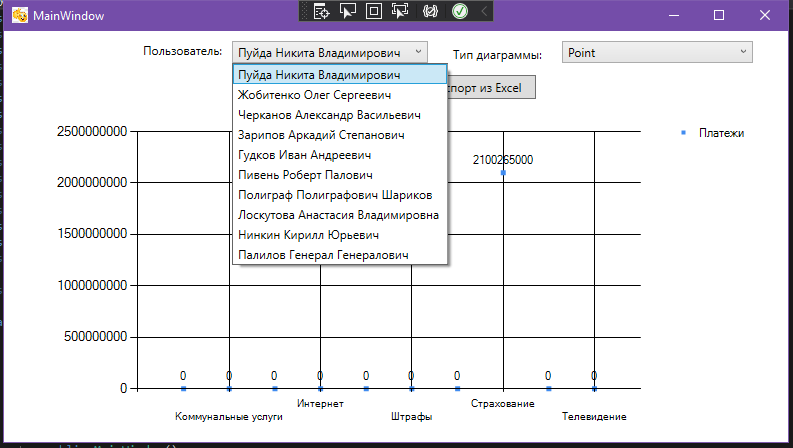 MainWindow
Пользователь:
Пуйда Никита Владимирович
Тип диаграммы:
Point
Пуйда Никита Владимирович
Жобитенко Олег Сергеевич
Черканов Александр Васильевич
Зарипов Аркадий Степанович
Гудков Иван Андреевич
Пивень Роберт Палович
Полиграф Полиграфович Шариков
Лоскутова Анастасия Владимировна
Нинкин Кирилл Юрьевич
Палилов Генерал Генералович
спорт из Excel
Платежи
2500000000
2000000000
1500000000
1000000000
500000000
0
2100265000
0 0 0 0 0 0 0 0 0
Интернет
Страхование
Коммунальные услуги
Штрафы
Телевидение